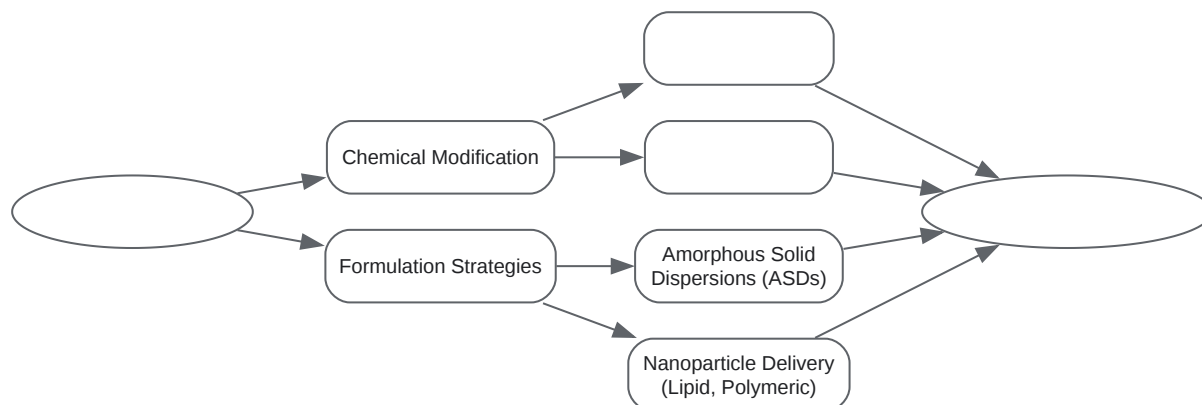 Chemical Modification
Formulation Strategies
Amorphous Solid
Dispersions (ASDs)
Nanoparticle Delivery
(Lipid, Polymeric)